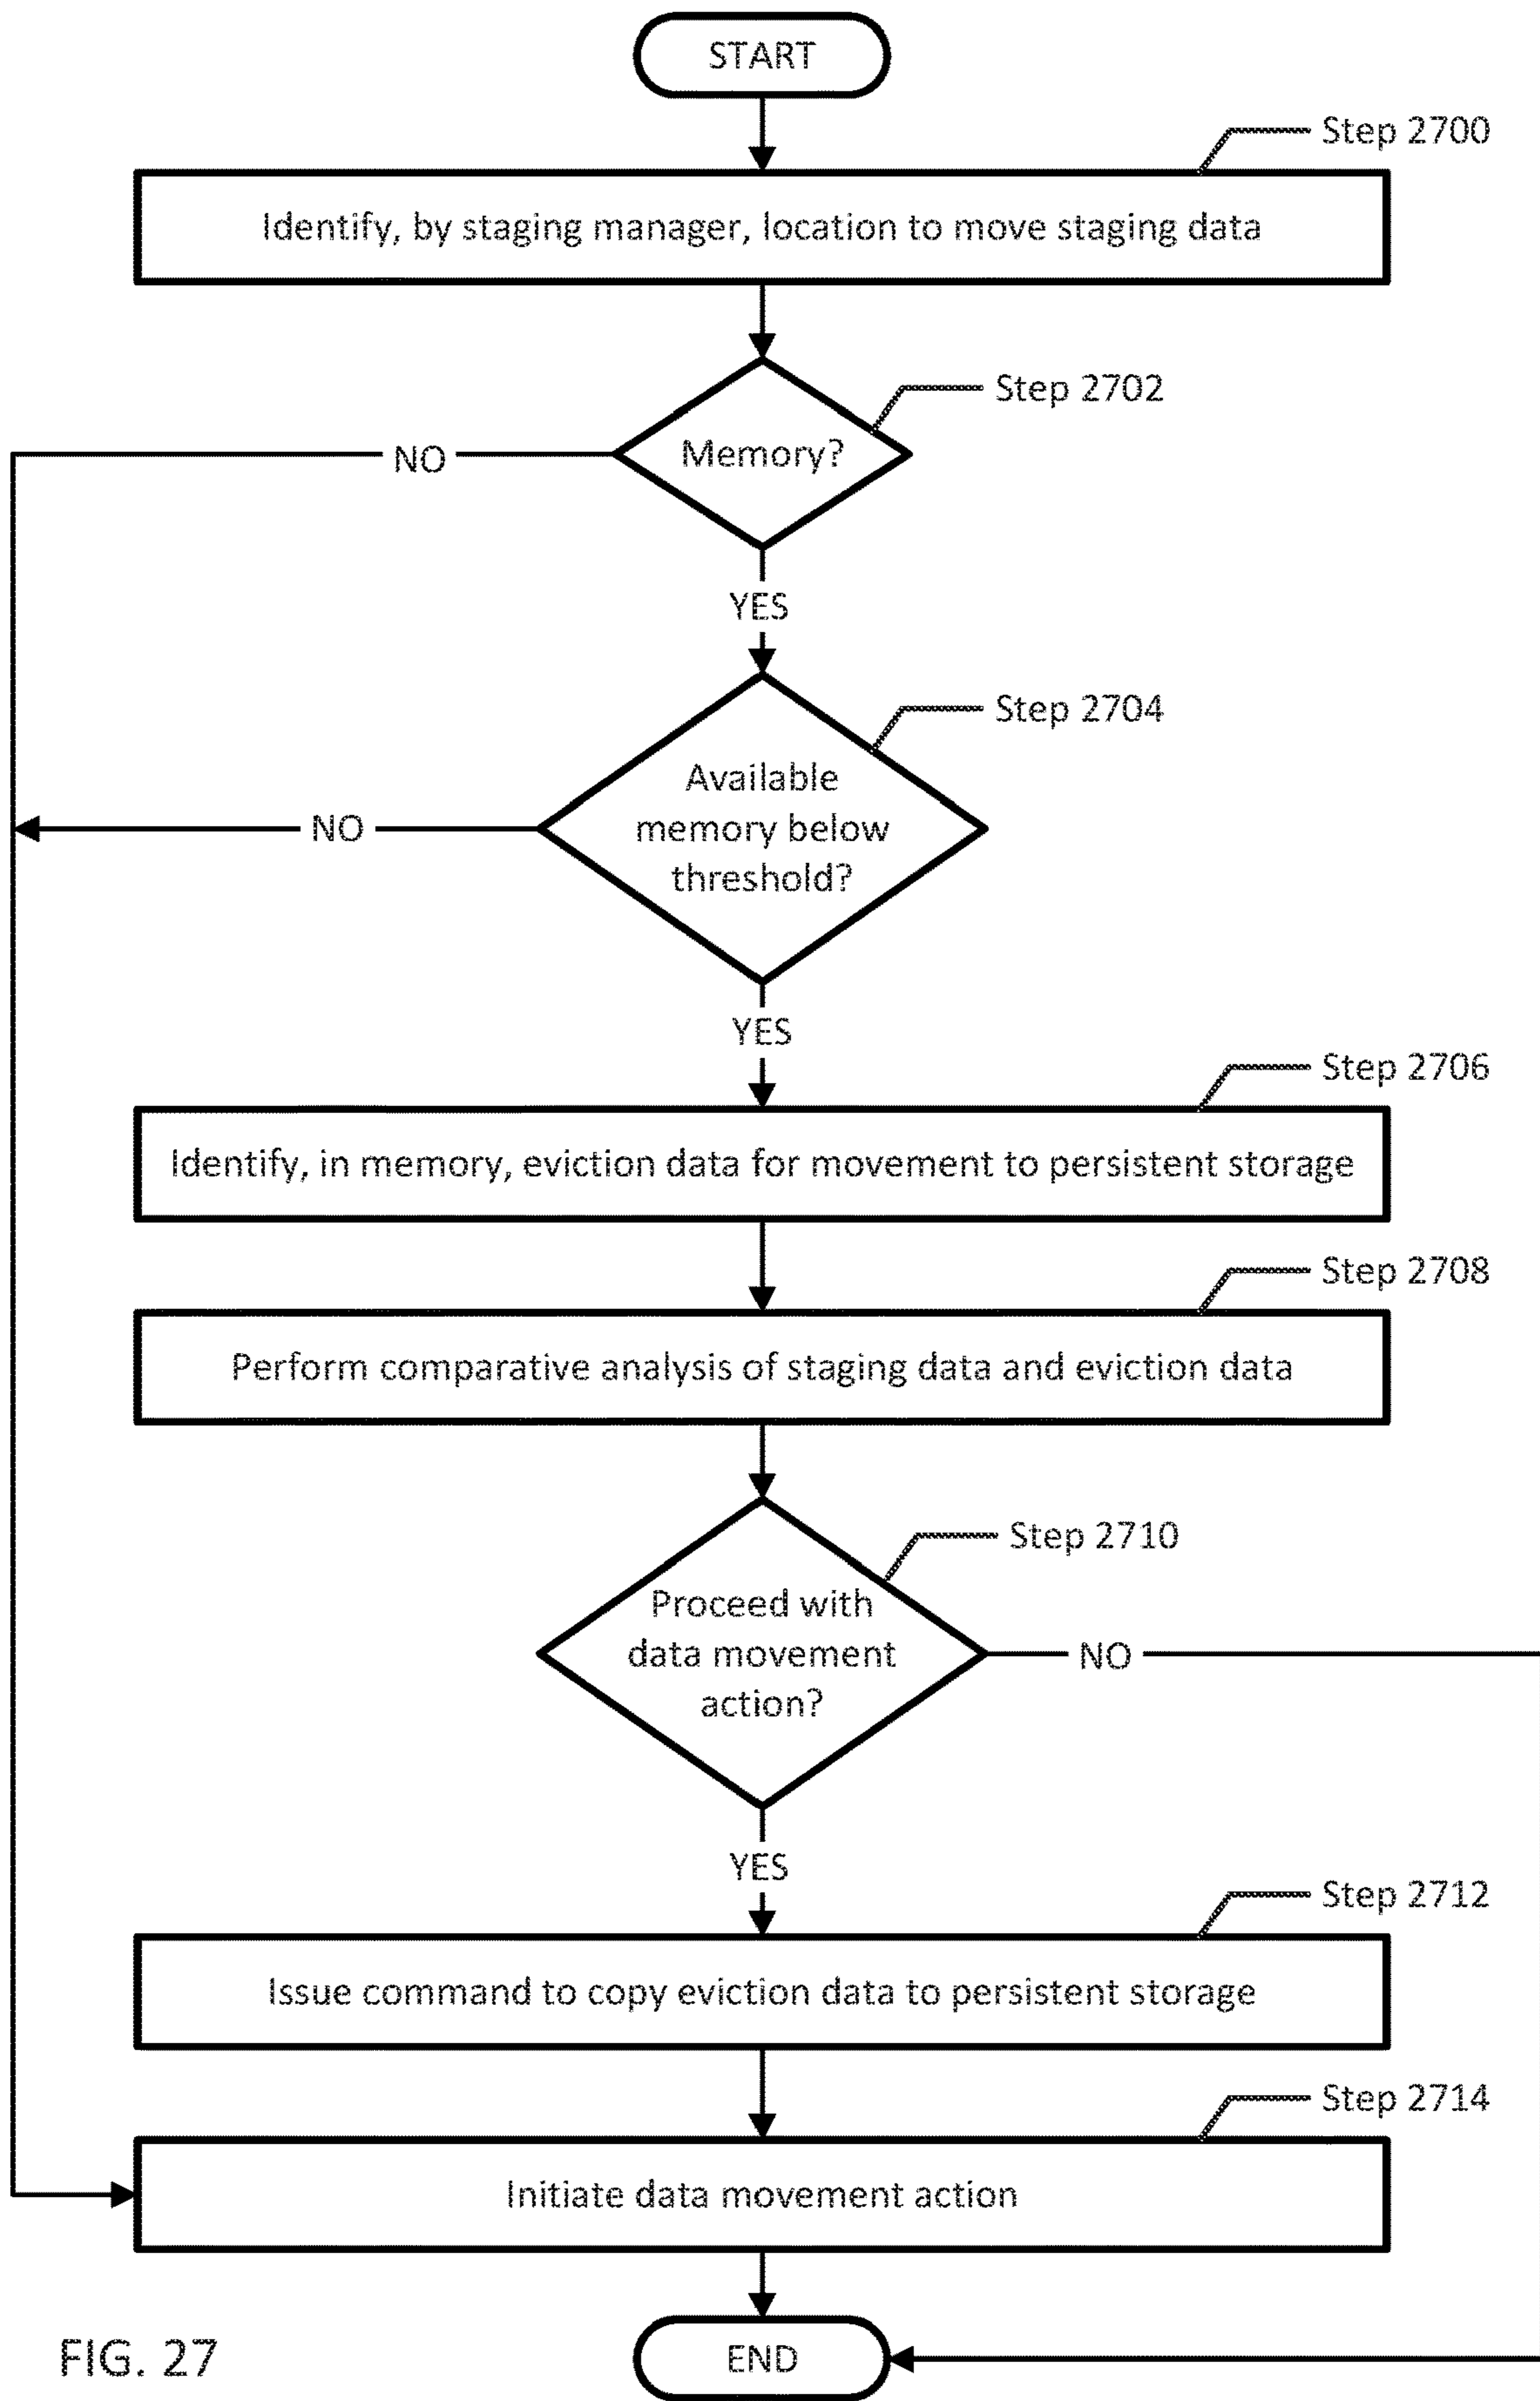 START
Step 2700
Identify, by staging manager, location to move staging data
Step 2702
Memory?
NO
YES
Step 2704
Available
memory below
threshold?
NO
YES
Step 2706
Identify, in memory, eviction data for movement to persistent storage
Step 2708
Perform comparative analysis of staging data and eviction data
Step 2710
Proceed with
data movement
action?
NO
YES
Step 2712
Issue command to copy eviction data to persistent storage
Step 2714
Initiate data movement action
END
FIG. 27